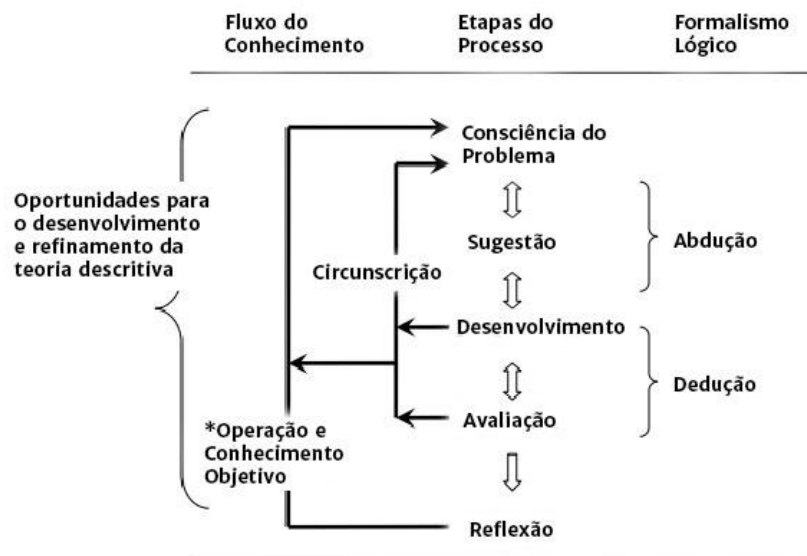 Fluxo do
Conhecimento
Etapas do
Processo
Formalismo
Lógico
Oportunidades para
o desenvolvimento
e refinamento da
teoria descritiva
Circunscrição
*Operação e
Conhecimento
Objetivo
Consciência do
Problema
Sugestão
Desenvolvimento
Avaliação
Reflexão
Abdução
Dedução